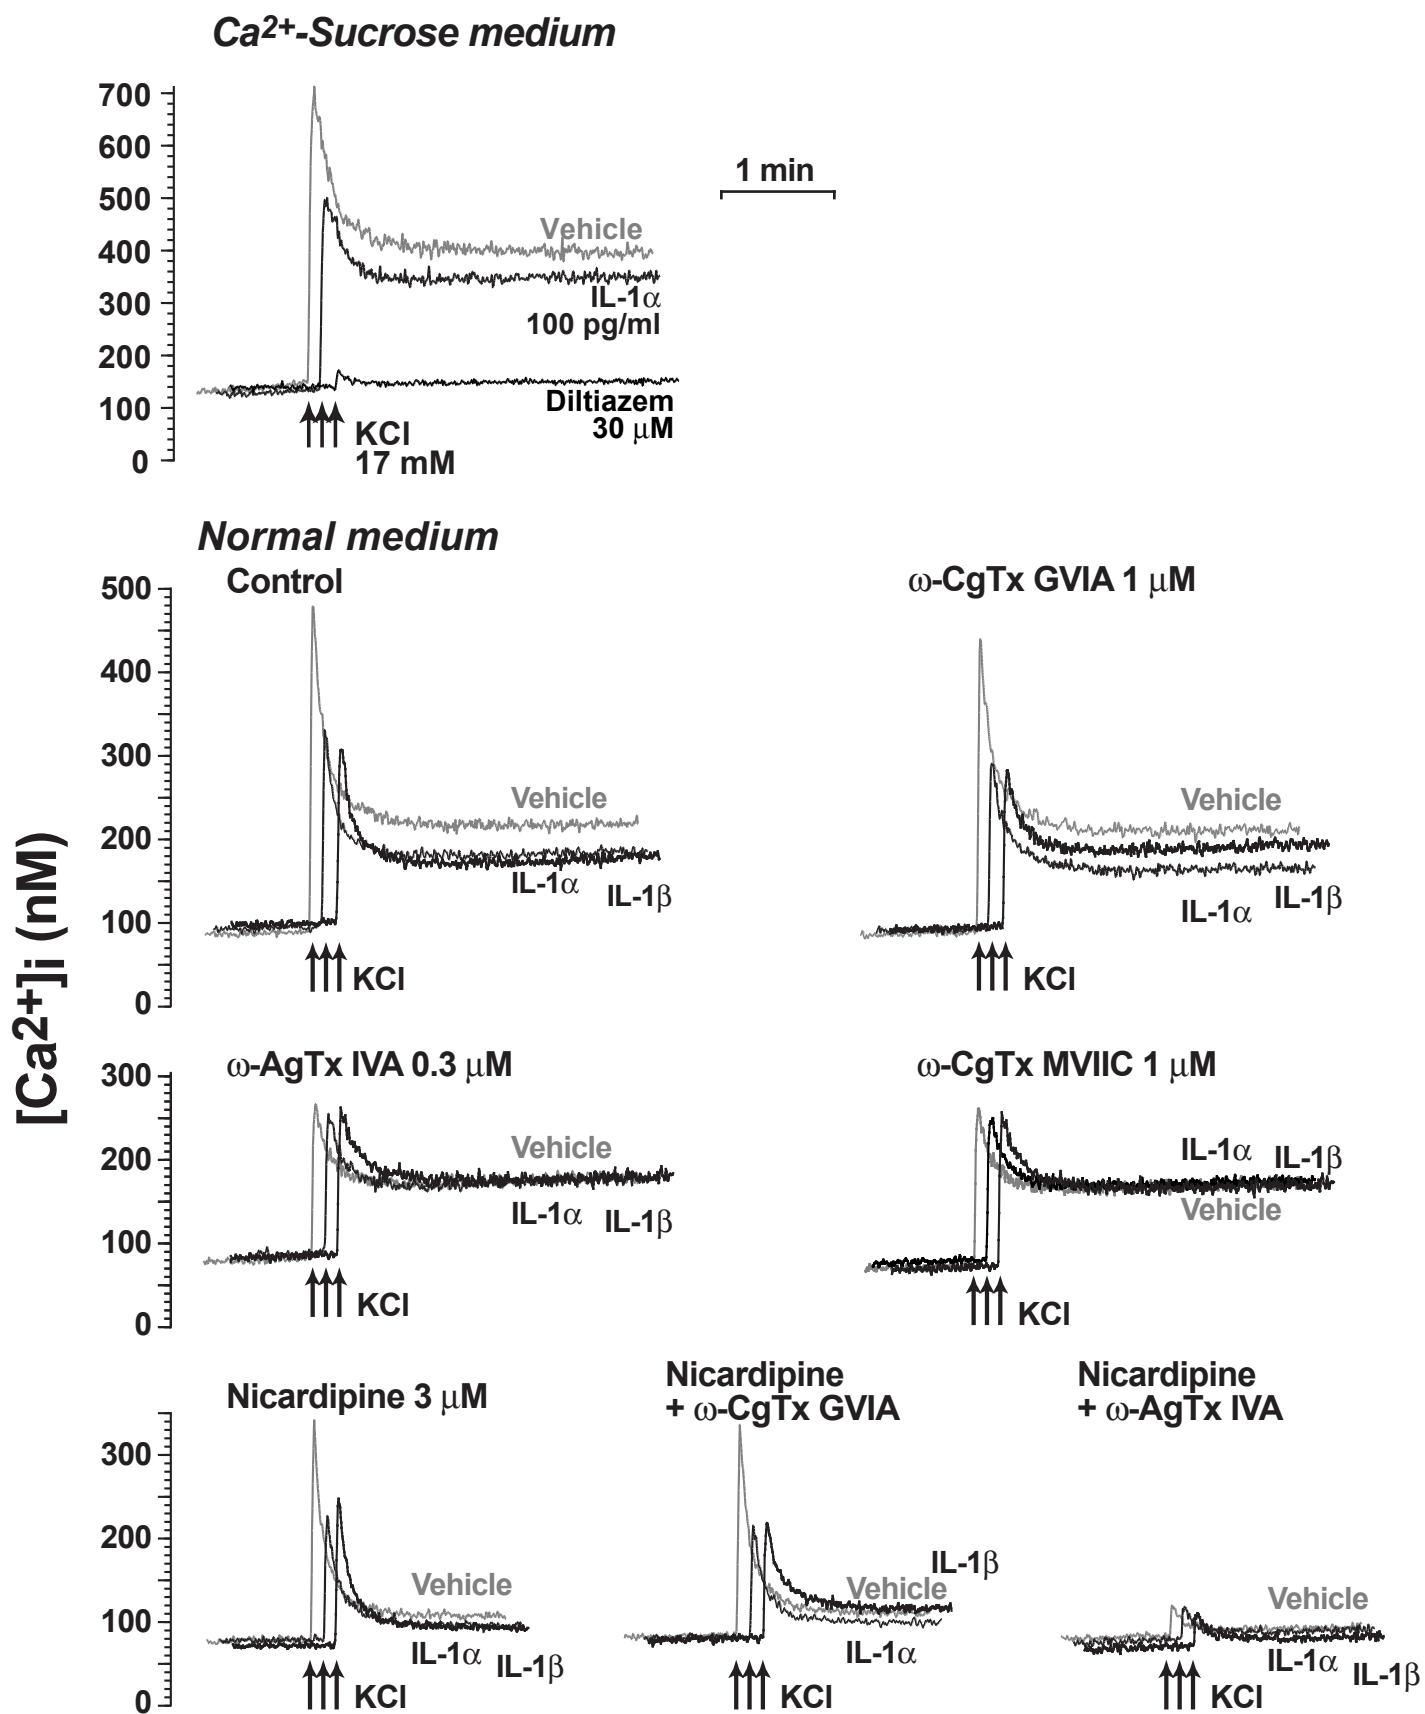 Ca2+-Sucrose medium
700
600
500
400
300
200
100
0
1 min
Vehicle
IL-1α
100 pg/ml
Diltiazem
30 μM
KCl
17 mM
[Ca2+]i (nM)
Normal medium
Control
500
400
300
200
100
0
Vehicle
IL-1α IL-1β
KCl
ω-CgTx GVIA 1 μM
Vehicle
IL-1α IL-1β
KCl
ω-AgTx IVA 0.3 μM
300
200
100
0
Vehicle
IL-1α IL-1β
KCl
ω-CgTx MVIIC 1 μM
IL-1α IL-1β
Vehicle
KCl
Nicardipine 3 μM
300
200
100
0
Vehicle
IL-1α IL-1β
KCl
Nicardipine
+ ω-CgTx GVIA
IL-1β
Vehicle
IL-1α
KCl
Nicardipine
+ ω-AgTx IVA
Vehicle
IL-1α IL-1β
KCl